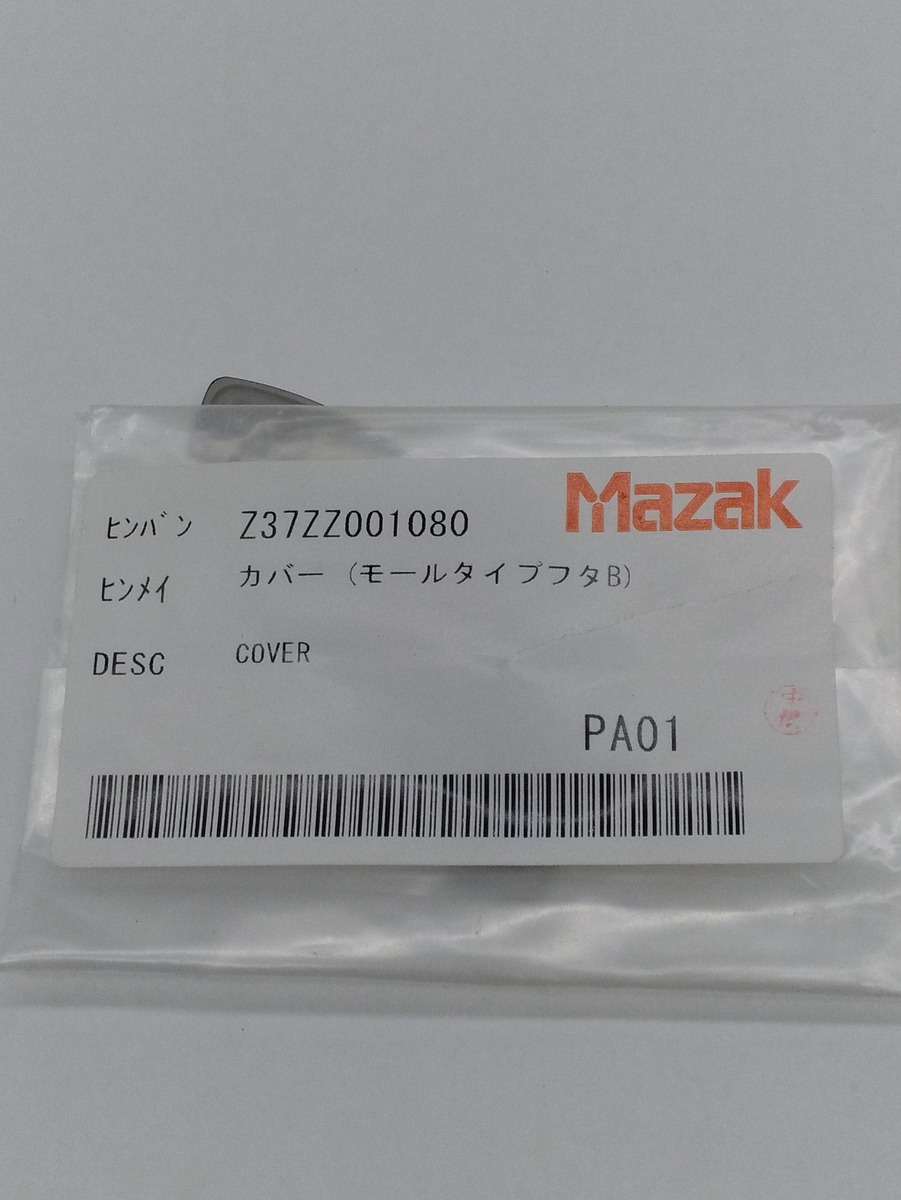 Mazak
ﾋﾝﾊﾞﾝ Z37ZZ001080
ﾋﾝﾒｲ カバー (モールタイプフタB)
DESC COVER
PA01